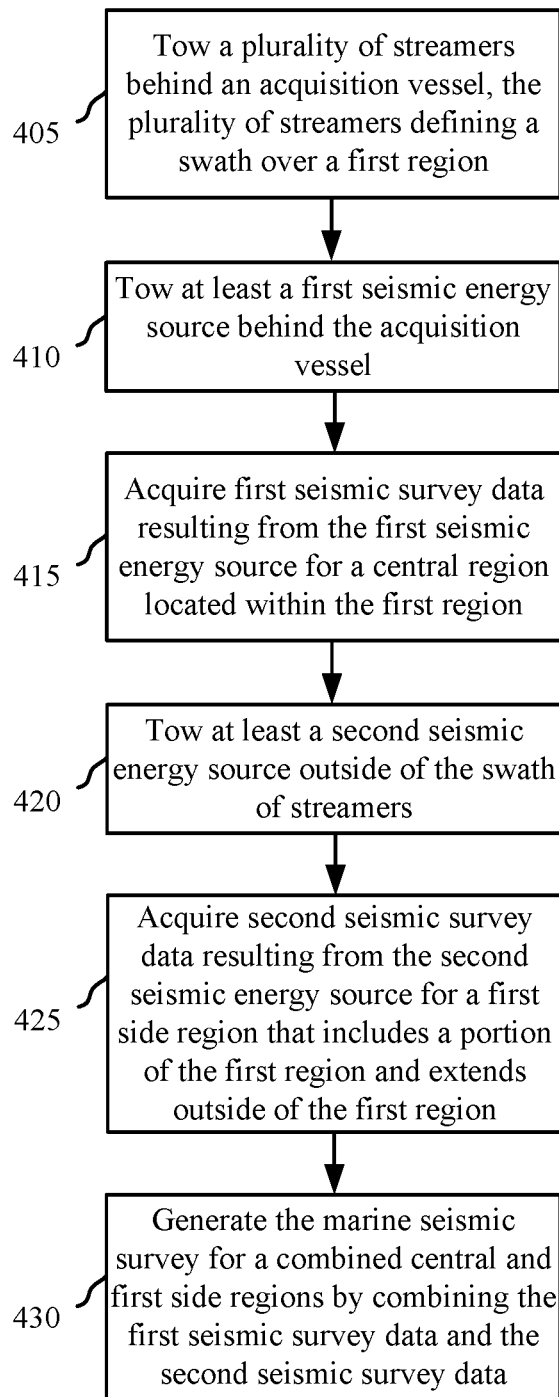 Tow a plurality of streamers
behind an acquisition vessel, the
plurality of streamers defining a
swath over a first region
405
Tow at least a first seismic energy
source behind the acquisition
vessel
410
Acquire first seismic survey data
resulting from the first seismic
energy source for a central region
located within the first region
415
Tow at least a second seismic
energy source outside of the swath
of streamers
420
Acquire second seismic survey
data resulting from the second
seismic energy source for a first
side region that includes a portion
of the first region and extends
outside of the first region
425
Generate the marine seismic
survey for a combined central and
first side regions by combining the
first seismic survey data and the
second seismic survey data
430